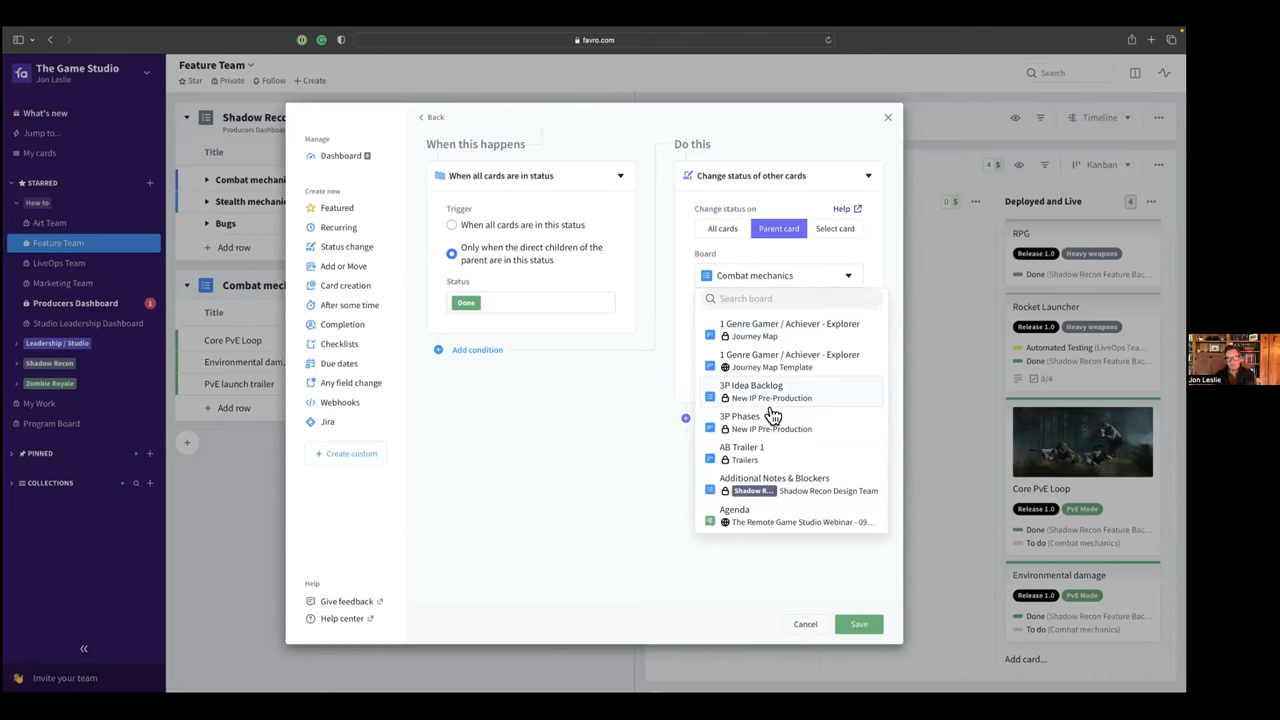 favro.com
The Game Studio
Jon Leslie
What's new
Jump to...
My cards
STARRED
How to
Art Team
Feature Team
LiveOps Team
Marketing Team
Producers Dashboard
1
Studio Leadership Dashboard
Leadership / Studio
Shadow Recon
Zombie Royale
My Work
Program Board
PINNED
COLLECTIONS
Invite your team
Feature Team
Star
Private
Follow
Create
Search
Shadow Reco
Producers Dashboard
Title
Combat mechani
Stealth mechani
Bugs
Add row
Combat mec
Title
Core PvE Loop
Environmental dam
PvE launch trailer
Add row
Manage
Dashboard
Create new
Featured
Recurring
Status change
Add or Move
Card creation
After some time
Completion
Checklists
Due dates
Any field change
Webhooks
Jira
+ Create custom
Help
Give feedback
Help center
Back
When this happens
When all cards are in status
Trigger
When all cards are in this status
Only when the direct children of the
parent are in this status
Status
Done
Add condition
Do this
Change status of other cards
Change status on
Help
All cards
Parent card
Select card
Board
Combat mechanics
Search board
1 Genre Gamer / Achiever - Explorer
Journey Map
1 Genre Gamer / Achiever - Explorer
Journey Map Template
3P Idea Backlog
New IP Pre-Production
3P Phases
New IP Pre-Production
AB Trailer 1
Trailers
Additional Notes & Blockers
Shadow R... Shadow Recon Design Team
Agenda
The Remote Game Studio Webinar - 09...
Cancel
Save
Timeline
4 5
Kanban
0 5
Deployed and Live
4
RPG
Release 1.0
Heavy weapons
Done (Shadow Recon Feature Bac...
Rocket Launcher
Release 1.0
Heavy weapons
Automated Testing (LiveOps Tea...
Done (Shadow Recon Feature Bac...
0/4
Core PvE Loop
Release 1.0
PvE Mode
Done (Shadow Recon Feature Bac...
To do (Combat mechanics)
Environmental damage
Release 1.0
PvE Mode
Done (Shadow Recon Feature Bac...
To do (Combat mechanics)
Add card...
Jon Leslie